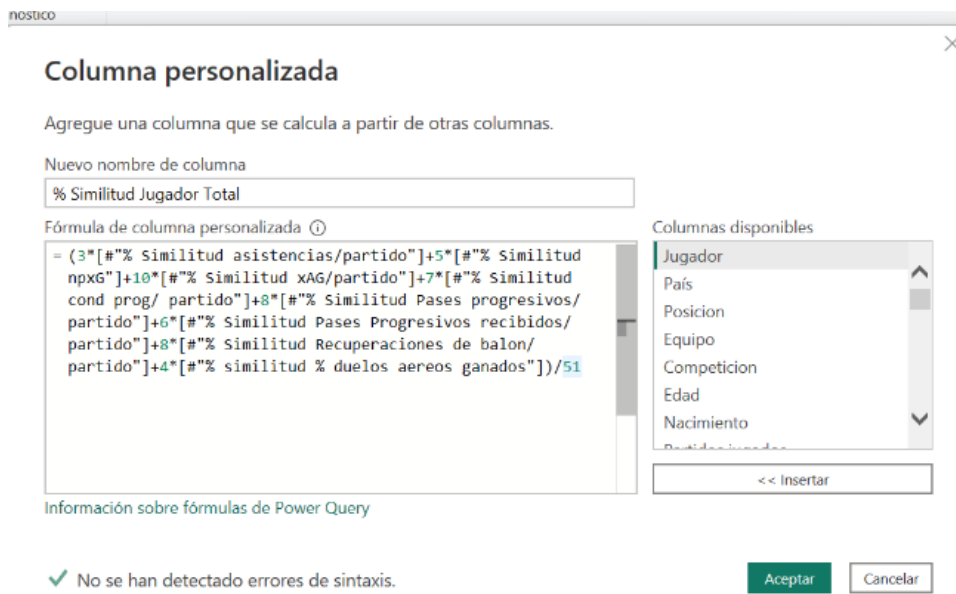 nostico
Columna personalizada
Agregue una columna que se calcula a partir de otras columnas.
Nuevo nombre de columna
% Similitud Jugador Total
Fórmula de columna personalizada
= (3*[#"% Similitud asistencias/partido"]+5*[#"% Similitud
npxG"]+10*[#"% Similitud xAG/partido"]+7*[#"% Similitud
cond prog/ partido"]+8*[#"% Similitud Pases progresivos/
partido"]+6*[#"% Similitud Pases Progresivos recibidos/
partido"]+8*[#"% Similitud Recuperaciones de balon/
partido"]+4*[#"% similitud % duelos aereos ganados"])/51
Columnas disponibles
Jugador
País
Posicion
Equipo
Competicion
Edad
Nacimiento
<< Insertar
Información sobre fórmulas de Power Query
No se han detectado errores de sintaxis.
Aceptar
Cancelar